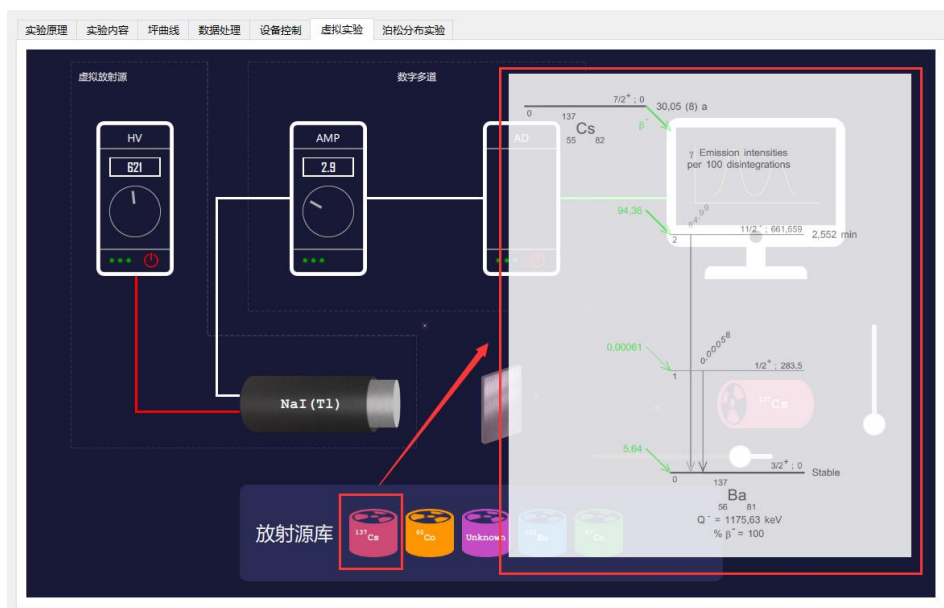 实验原理 实验内容 坪曲线 数据处理 设备控制 虚拟实验 泊松分布实验
虚拟放射源
数字多道
HV
621
AMP
2.9
AD
7/2⁺ ; 0
30,05 (8) a
0
137
Cs
55 82
β⁻
γ Emission intensities
per 100 disintegrations
94,36
84,99
11/2⁻ ; 661,659
2,552 min
2
0,00061
0,00058
1/2⁺ ; 283,5
1
NaI(Tl)
¹³⁷Cs
5,64
3/2⁺ ; 0
Stable
0
137
Ba
56 81
Q⁻ = 1175,63 keV
% β⁻ = 100
放射源库
¹³⁷Cs
⁶⁰Co
Unknown